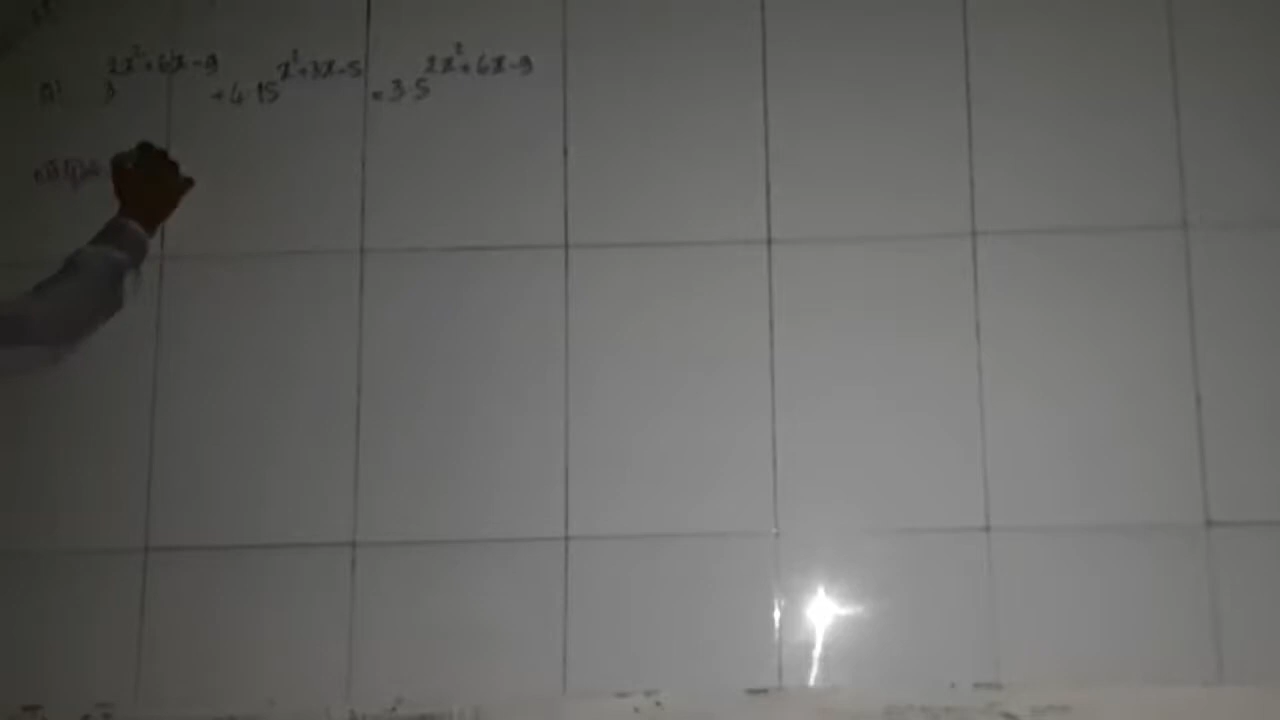 3^{2x²+6x-9} + 4·15^{x²+3x-5} = 3·5^{2x²+6x-9}